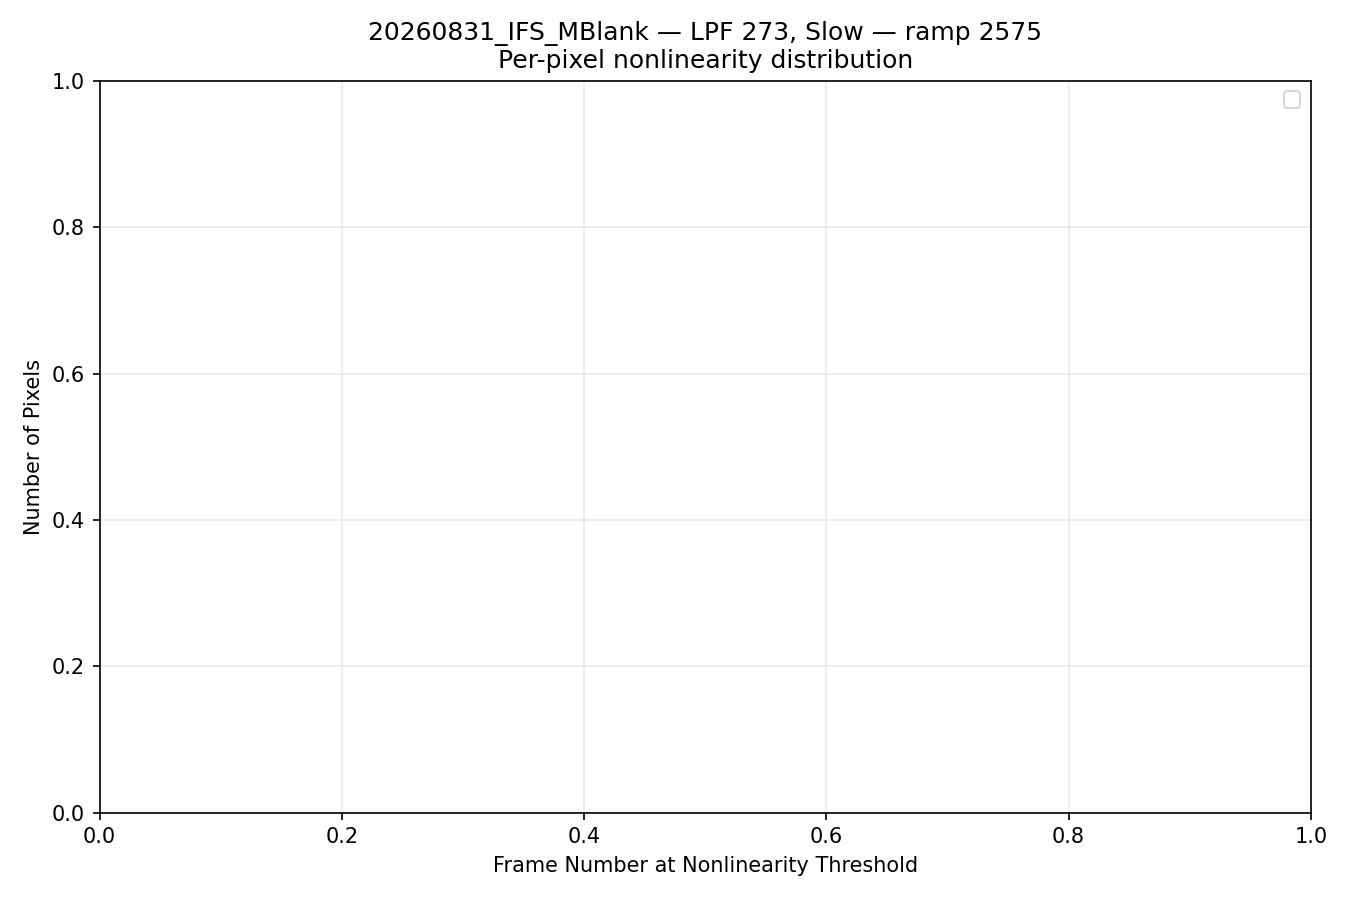 20260831_IFS_MBlank — LPF 273, Slow — ramp 2575
Per-pixel nonlinearity distribution
1.0
0.8
0.6
0.4
0.2
0.0
Number of Pixels
0.0 0.2 0.4 0.6 0.8 1.0
Frame Number at Nonlinearity Threshold